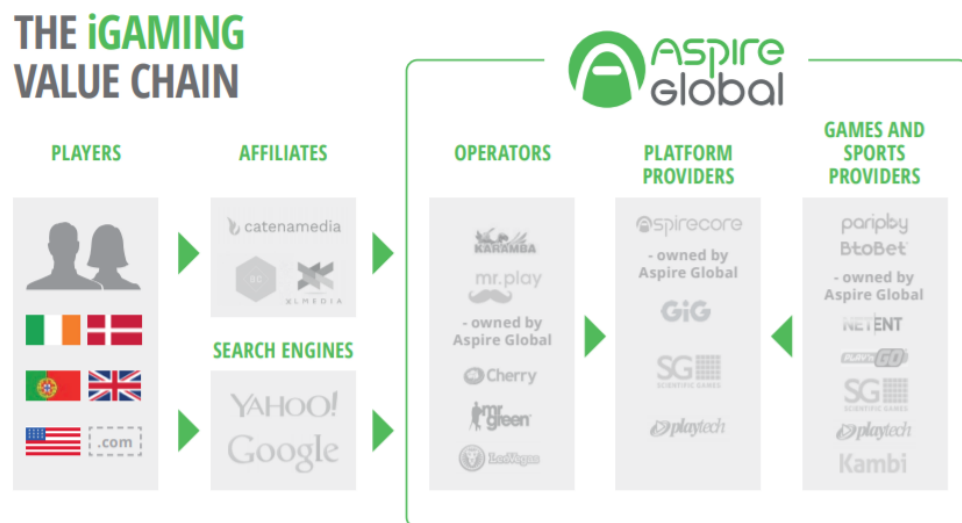 THE iGAMING
VALUE CHAIN
Aspire
Global
PLAYERS
.com
AFFILIATES
catenamedia
XLMEDIA
SEARCH ENGINES
YAHOO!
Google
OPERATORS
KARAMBA
mr.play
- owned by
Aspire Global
Cherry
mr
green
LeoVegas
PLATFORM
PROVIDERS
Aspirecore
- owned by
Aspire Global
GiG
SG
SCIENTIFIC GAMES
playtech
GAMES AND
SPORTS
PROVIDERS
pariplay
BtoBet
- owned by
Aspire Global
NETENT
PLAY'N GO
SG
SCIENTIFIC GAMES
playtech
Kambi